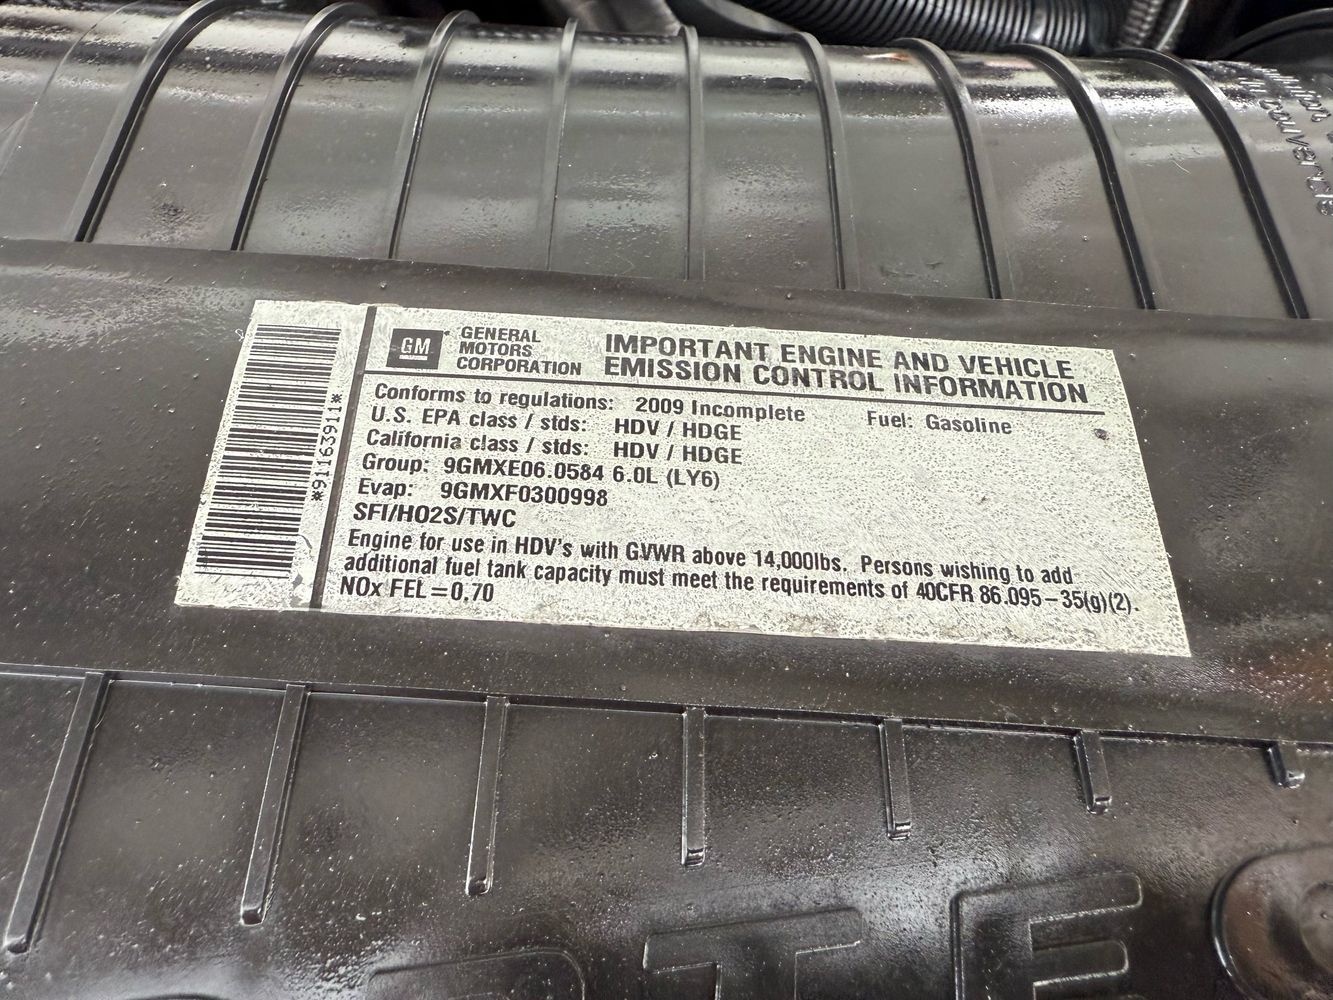 GM
GENERAL
MOTORS
CORPORATION
IMPORTANT ENGINE AND VEHICLE
EMISSION CONTROL INFORMATION
Conforms to regulations: 2009 Incomplete Fuel: Gasoline
U.S. EPA class / stds: HDV / HDGE
California class / stds: HDV / HDGE
Group: 9GMXE06.0584 6.0L (LY6)
Evap: 9GMXF0300998
SFI/HO2S/TWC
Engine for use in HDV's with GVWR above 14,000lbs. Persons wishing to add
additional fuel tank capacity must meet the requirements of 40CFR 86.095-35(g)(2).
NOx FEL=0.70
*91163911*